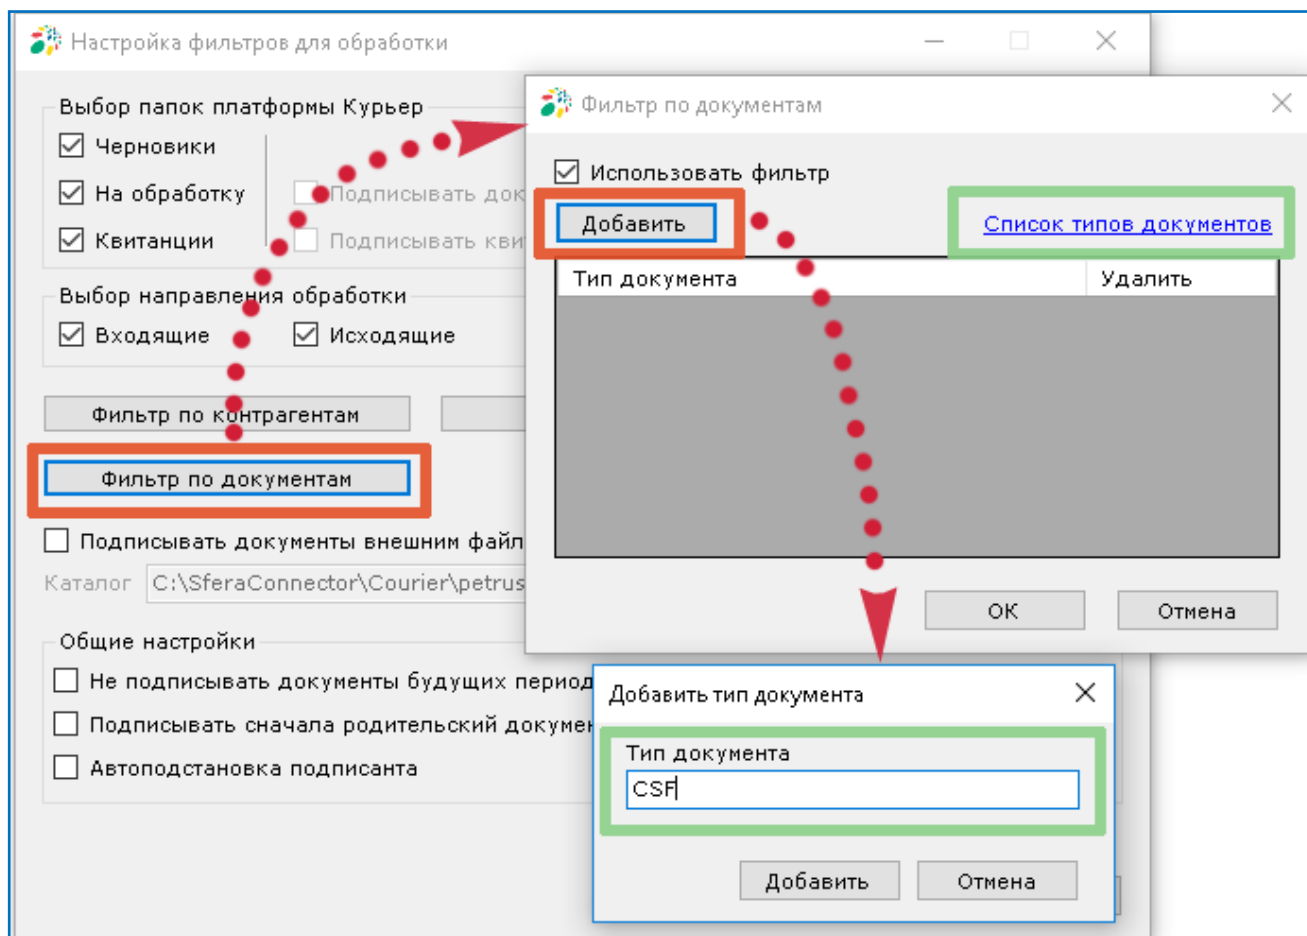 Настройка фильтров для обработки
Выбор папок платформы Курьер
Черновики
На обработку
Подписывать док
Квитанции
Подписывать кви
Выбор направления обработки
Входящие
Исходящие
Фильтр по контрагентам
Фильтр по документам
Подписывать документы внешним файл
Каталог C:\SferaConnector\Courier\petrus
Общие настройки
Не подписывать документы будущих период
Подписывать сначала родительский докумен
Автоподстановка подписанта
Фильтр по документам
Использовать фильтр
Добавить
Список типов документов
Тип документа
Удалить
ОК
Отмена
Добавить тип документа
Тип документа
CSF
Добавить
Отмена